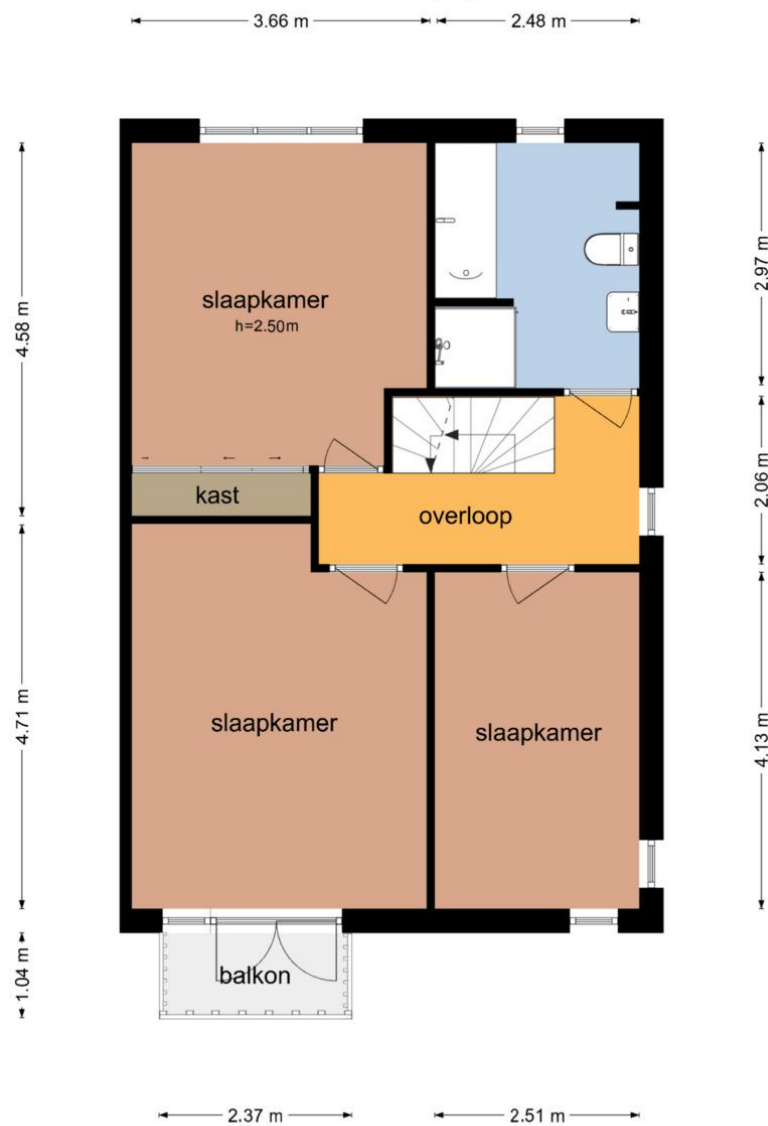 3.66 m
2.48 m
4.58 m
2.97 m
slaapkamer
h=2.50m
2.06 m
kast
overloop
4.71 m
slaapkamer
slaapkamer
4.13 m
1.04 m
balkon
2.37 m
2.51 m